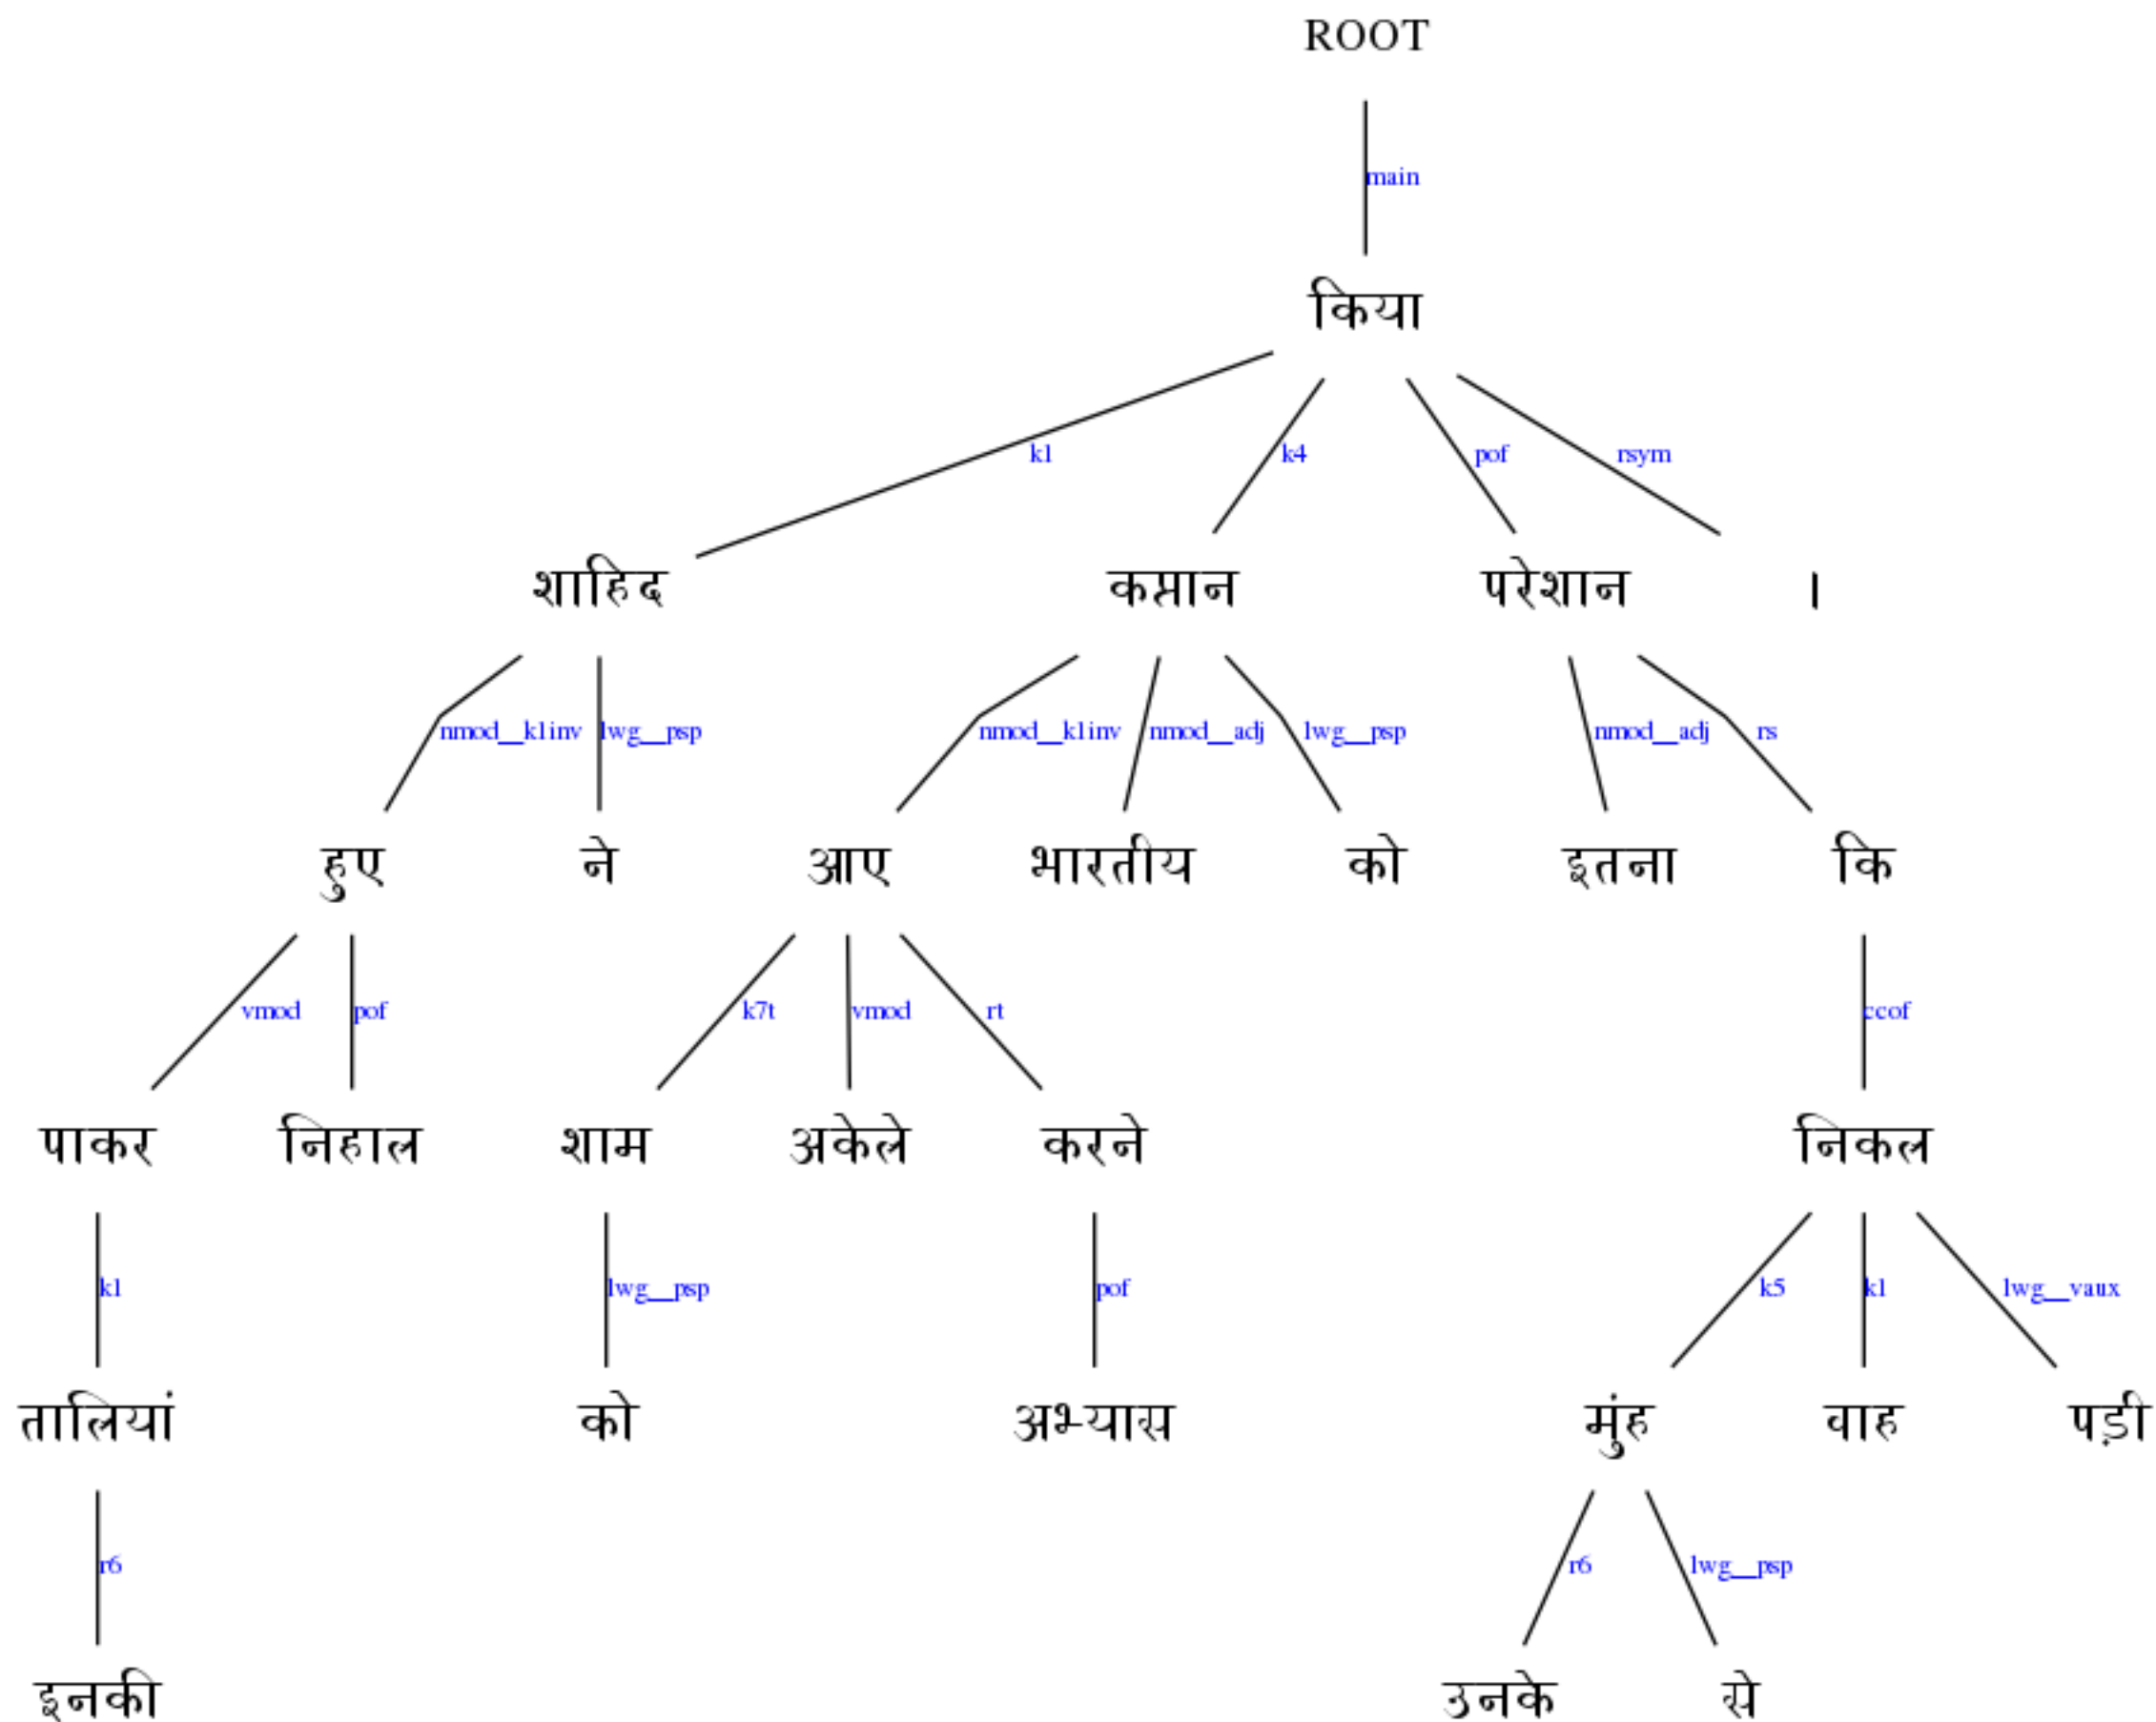 ROOT
main
किया
k1 k4 pof rsym
शाहिद कप्तान परेशान ।
nmod__k1inv lwg__psp nmod__k1inv nmod__adj lwg__psp nmod__adj rs
हुए ने आए भारतीय को इतना कि
vmod pof k7t vmod rt ccof
पाकर निहाल शाम अकेले करने निकल
k1 lwg__psp pof k5 k1 lwg__vaux
तालियां को अभ्यास मुंह वाह पड़ी
r6 r6 lwg__psp
इनकी उनके से